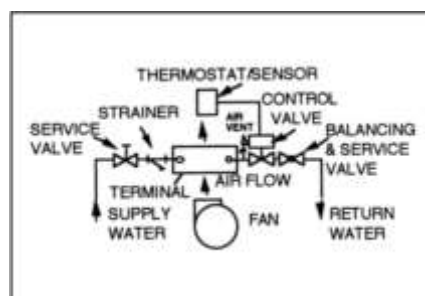 THERMOSTAT/SENSOR
STRAINER
AIR
VENT
CONTROL
VALVE
SERVICE
VALVE
BALANCING
& SERVICE
VALVE
TERMINAL
AIR FLOW
SUPPLY
WATER
FAN
RETURN
WATER